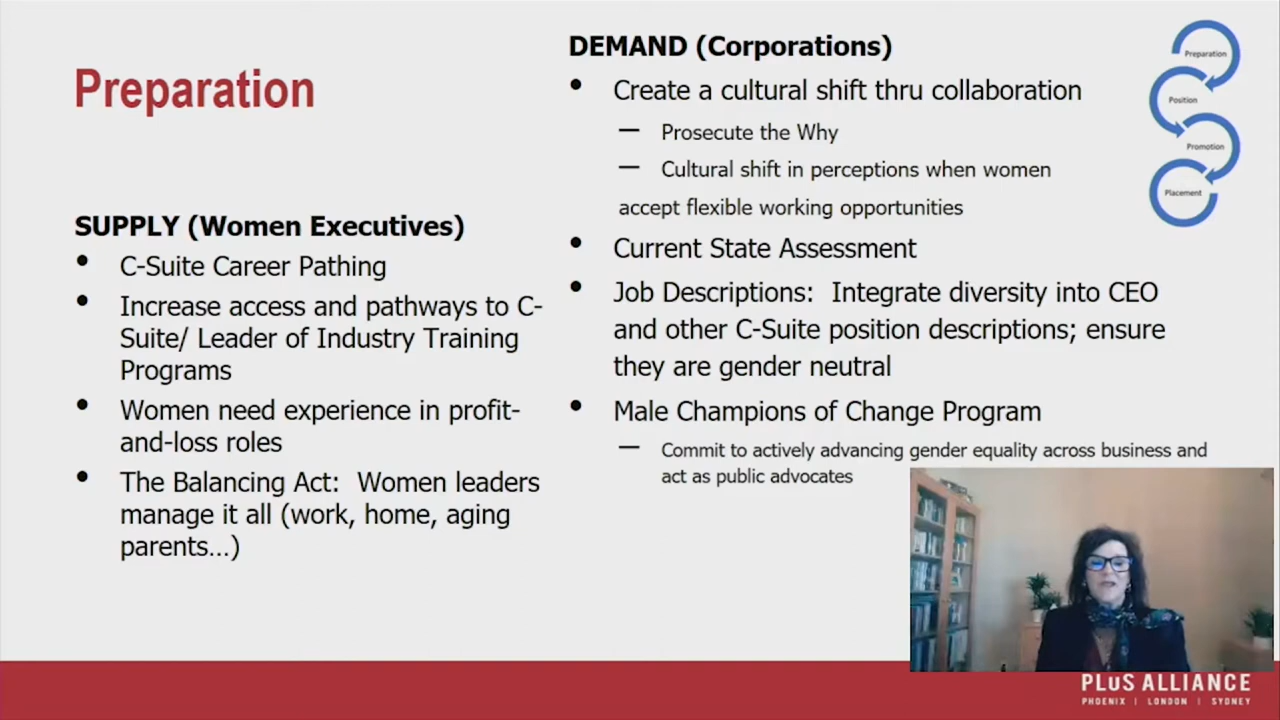 Preparation
SUPPLY (Women Executives)
• C-Suite Career Pathing
• Increase access and pathways to C-
Suite/ Leader of Industry Training
Programs
• Women need experience in profit-
and-loss roles
• The Balancing Act:  Women leaders
manage it all (work, home, aging
parents…)
DEMAND (Corporations)
• Create a cultural shift thru collaboration
— Prosecute the Why
— Cultural shift in perceptions when women
accept flexible working opportunities
• Current State Assessment
• Job Descriptions:  Integrate diversity into CEO
and other C-Suite position descriptions; ensure
they are gender neutral
• Male Champions of Change Program
— Commit to actively advancing gender equality across business and
act as public advocates
Preparation
Position
Promotion
Placement
PLuS ALLIANCE
PHOENIX | LONDON | SYDNEY